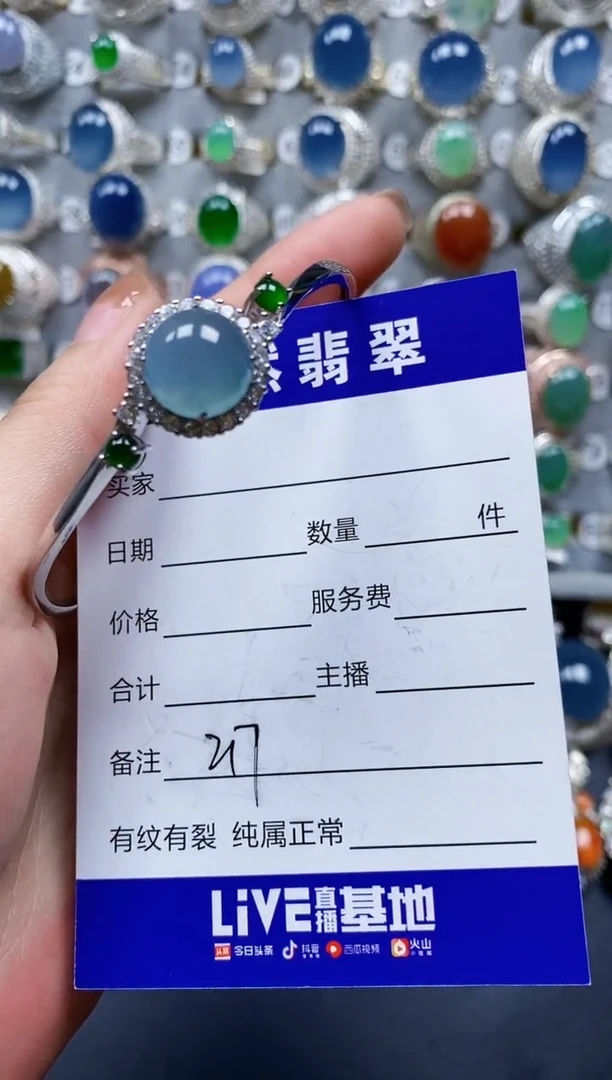 翡翠
买家
日期 数量 件
价格 服务费
合计 主播
备注 27
有纹有裂 纯属正常
LiVE直播基地
头条 今日头条 抖音 西瓜视频 火山